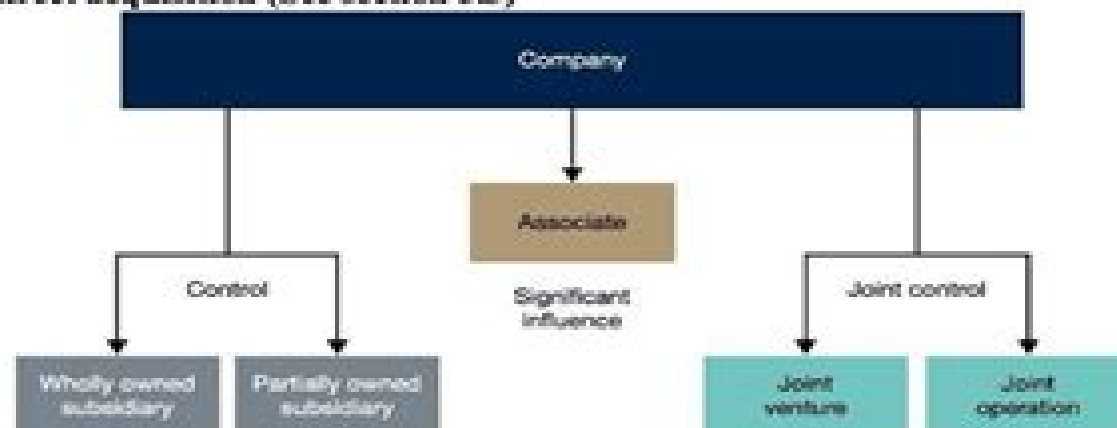 Company
Associate
Control
Significant
influence
Joint control
Wholly owned
subsidiary
Partially owned
subsidiary
Joint
venture
Joint
operation